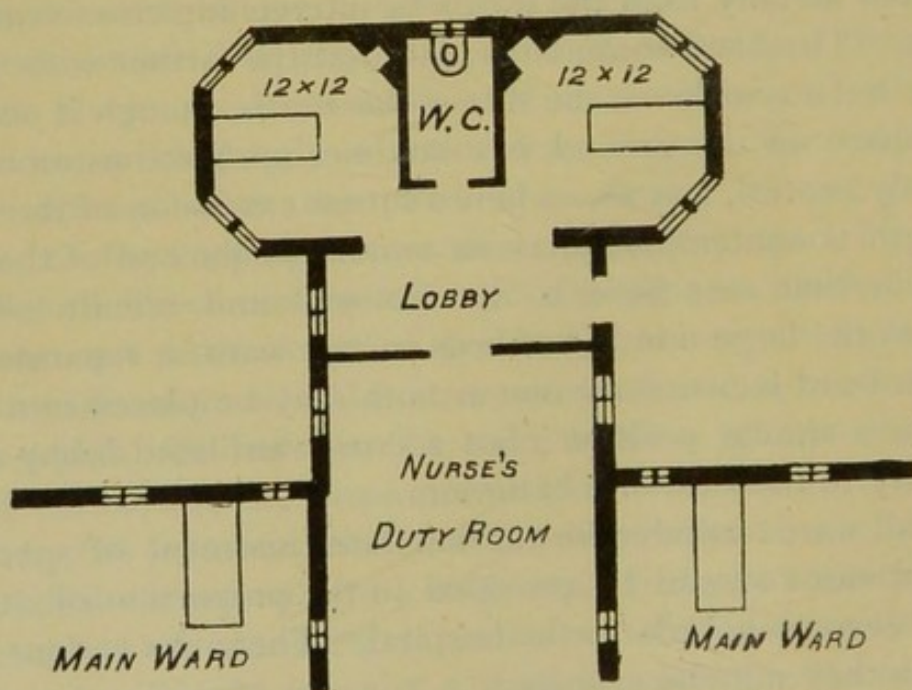 12 × 12
W.C.
12 × 12
LOBBY
NURSE'S
DUTY ROOM
MAIN WARD
MAIN WARD